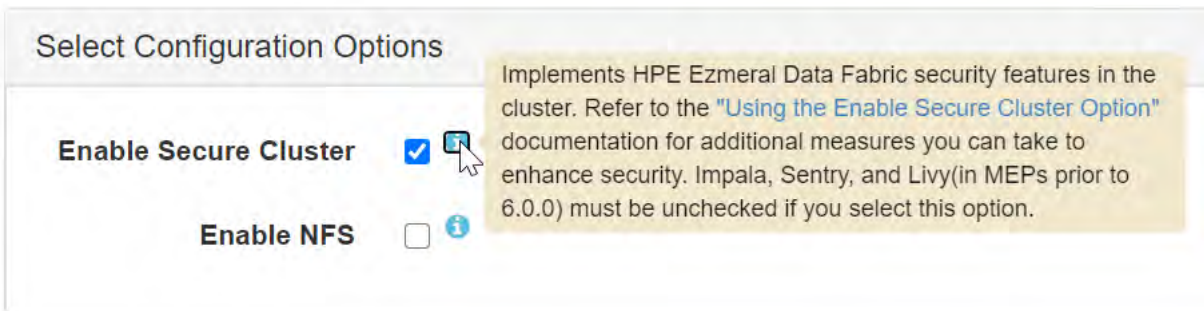 Select Configuration Options
Implements HPE Ezmeral Data Fabric security features in the
cluster. Refer to the "Using the Enable Secure Cluster Option"
documentation for additional measures you can take to
enhance security. Impala, Sentry, and Livy(in MEPs prior to
6.0.0) must be unchecked if you select this option.
Enable Secure Cluster
Enable NFS